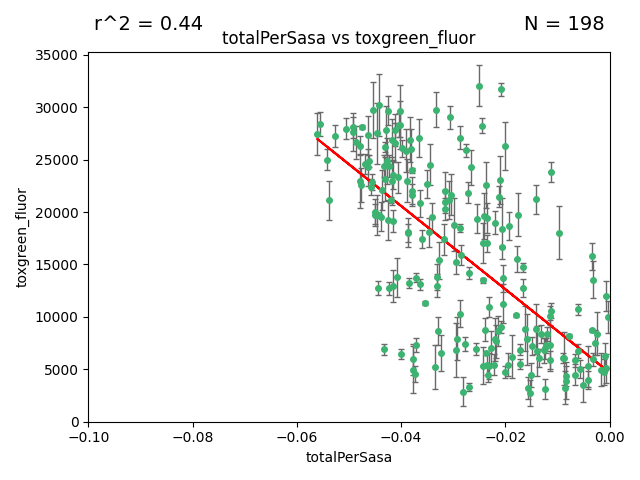 r^2 = 0.44
N = 198
totalPerSasa vs toxgreen_fluor
35000
30000
25000
20000
15000
10000
5000
0
toxgreen_fluor
−0.10
−0.08
−0.06
−0.04
−0.02
0.00
totalPerSasa